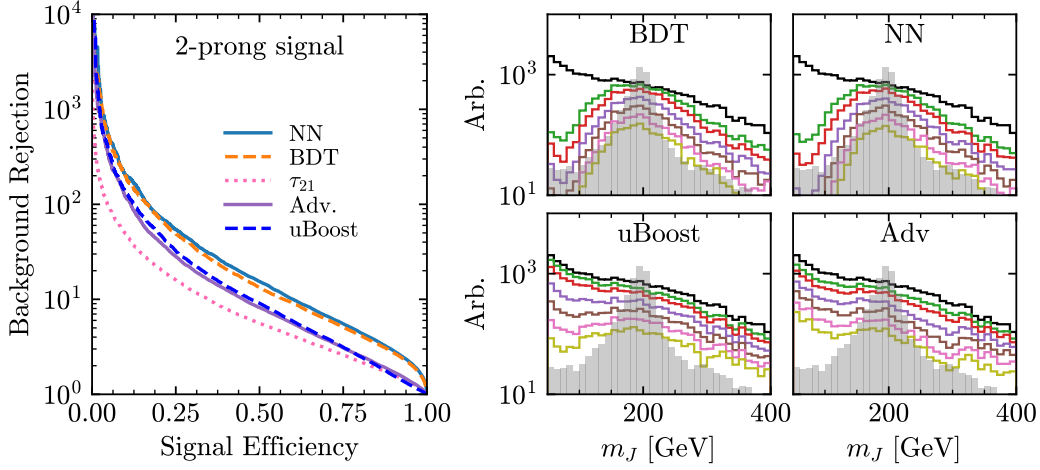 2-prong signal
NN
BDT
τ21
Adv.
uBoost
10^4
10^3
10^2
10^1
10^0
0.00 0.25 0.50 0.75 1.00
Signal Efficiency
Background Rejection
BDT
NN
Arb.
10^3
10^1
uBoost
Adv
Arb.
10^3
10^1
200 400
200 400
m_J [GeV]
m_J [GeV]